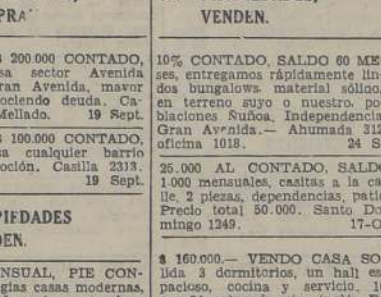 PRA
$ 200.000 CONTADO,
sa sector Avenida
ran Avenida, mayor
ociendo deuda. Ca-
Mellado. 19 Sept.
$ 100.000 CONTADO,
sa cualquier barrio
oción. Casilla 2313.
19 Sept.
PIEDADES
DEN.
NSUAL, PIE CON-
gias casas modernas,
VENDEN.
10% CONTADO, SALDO 60 ME
ses, entregamos rápidamente lin
dos bungalows. material sólido,
en terreno suyo o nuestro. po
blaciones Ñuñoa, Independencia
Gran Avenida.— Ahumada 312
oficina 1018. 24 S
25.000 AL CONTADO, SALDO
1.000 mensuales, casitas a la ca
lle, 2 piezas, dependencias, patio
Precio total 50.000. Santo Do
mingo 1249. 17-O
$ 160.000.— VENDO CASA SO
lida 3 dormitorios, un hall es
pacioso, cocina y servicio.